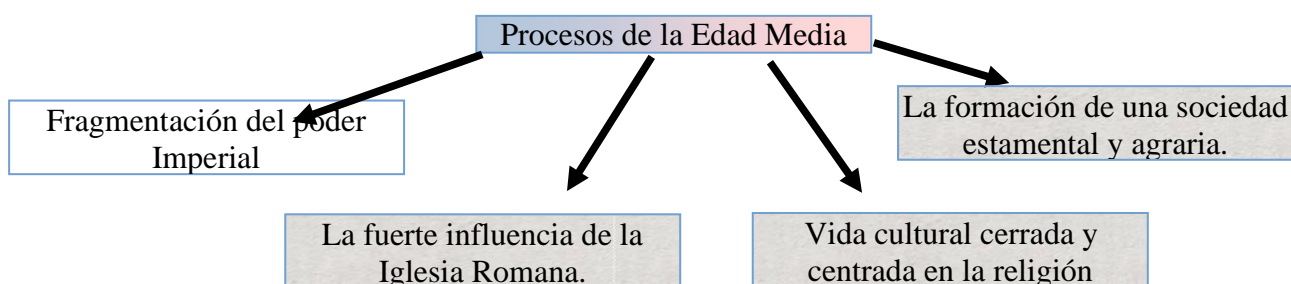 Procesos de la Edad Media
Fragmentación del poder
Imperial
La formación de una sociedad
estamental y agraria.
La fuerte influencia de la
Iglesia Romana.
Vida cultural cerrada y
centrada en la religión